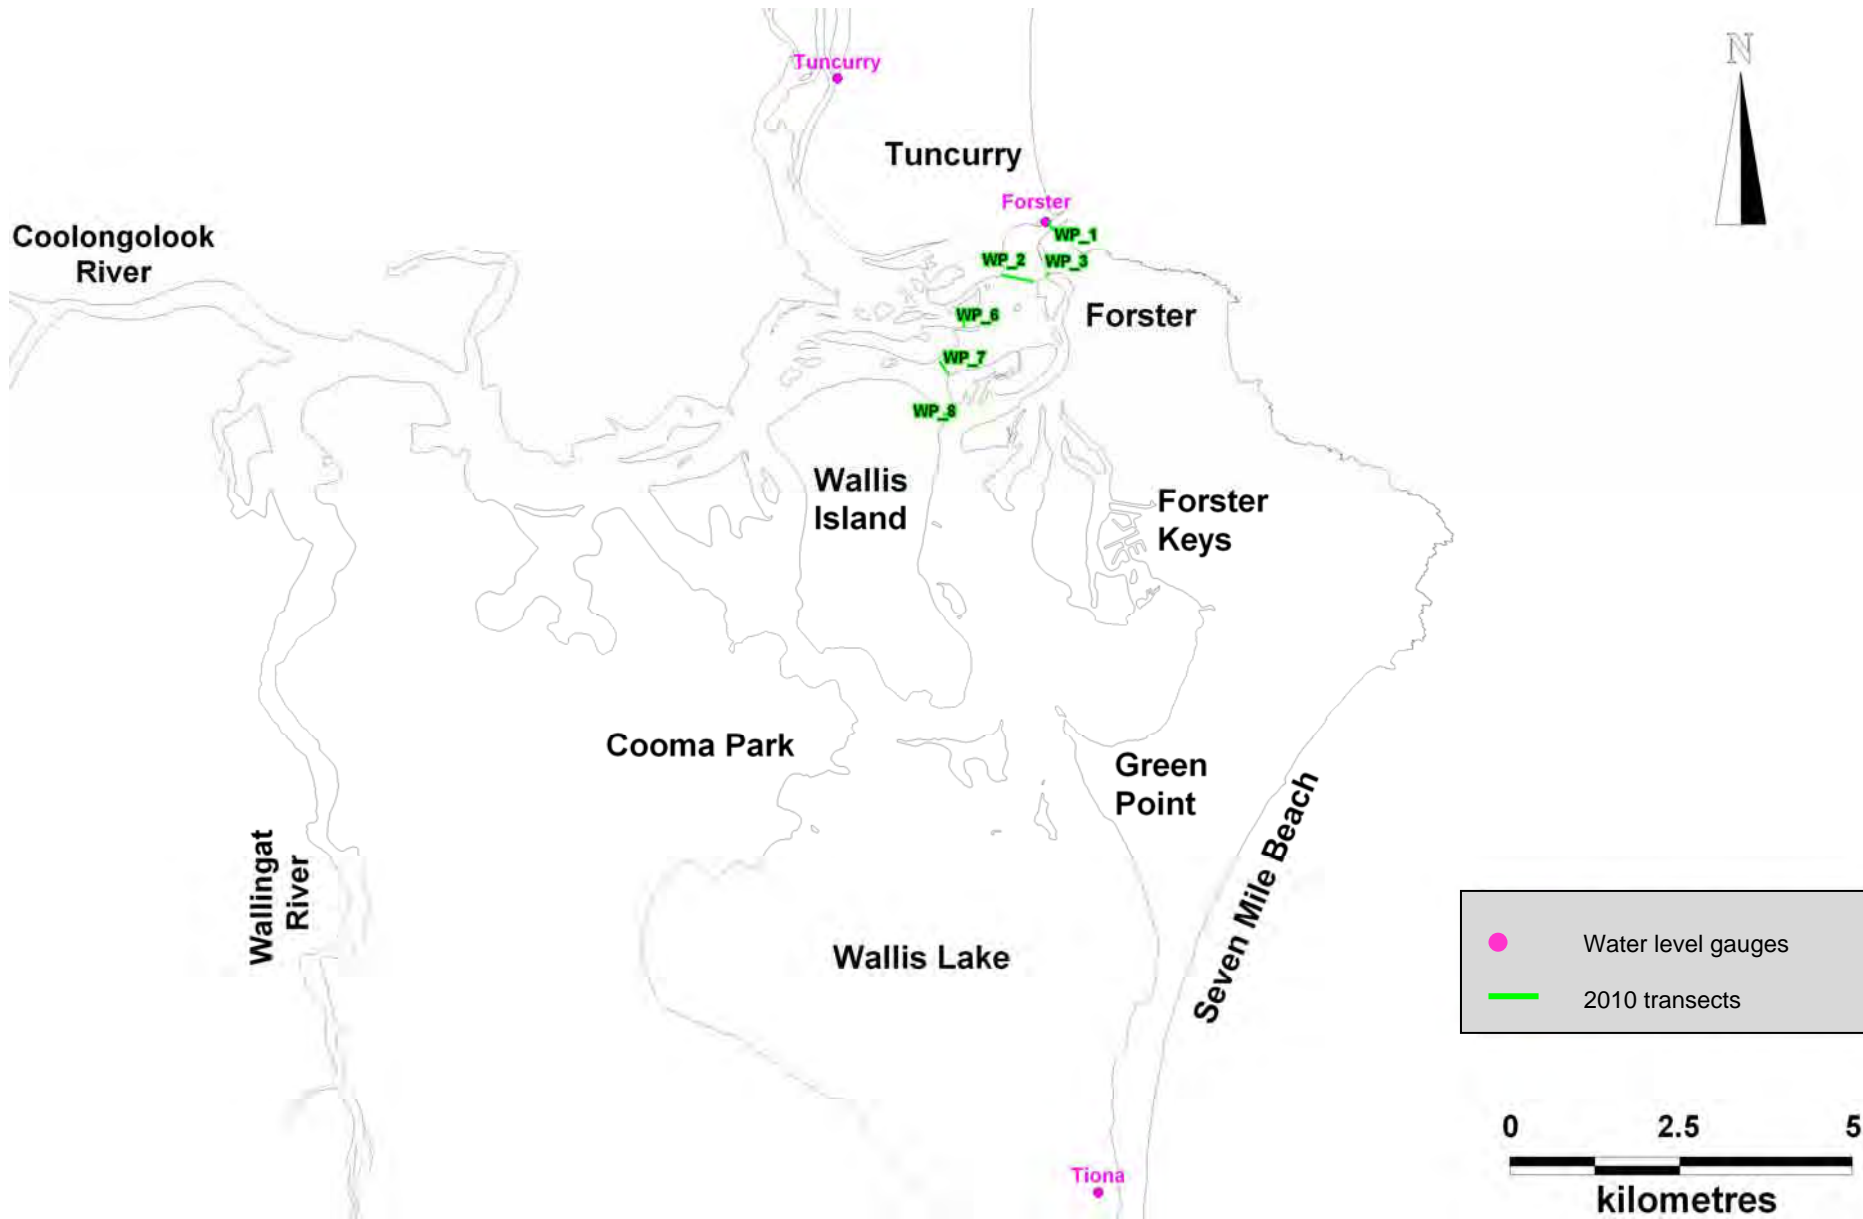 Tuncurry
N
Tuncurry
Forster
Coolongolook
River
WP_1
WP_2
WP_3
WP_6
Forster
WP_7
WP_8
Wallis
Island
Forster
Keys
Cooma Park
Green
Point
Wallingat
River
Seven Mile Beach
Wallis Lake
Water level gauges
2010 transects
0 2.5 5
kilometres
Tiona